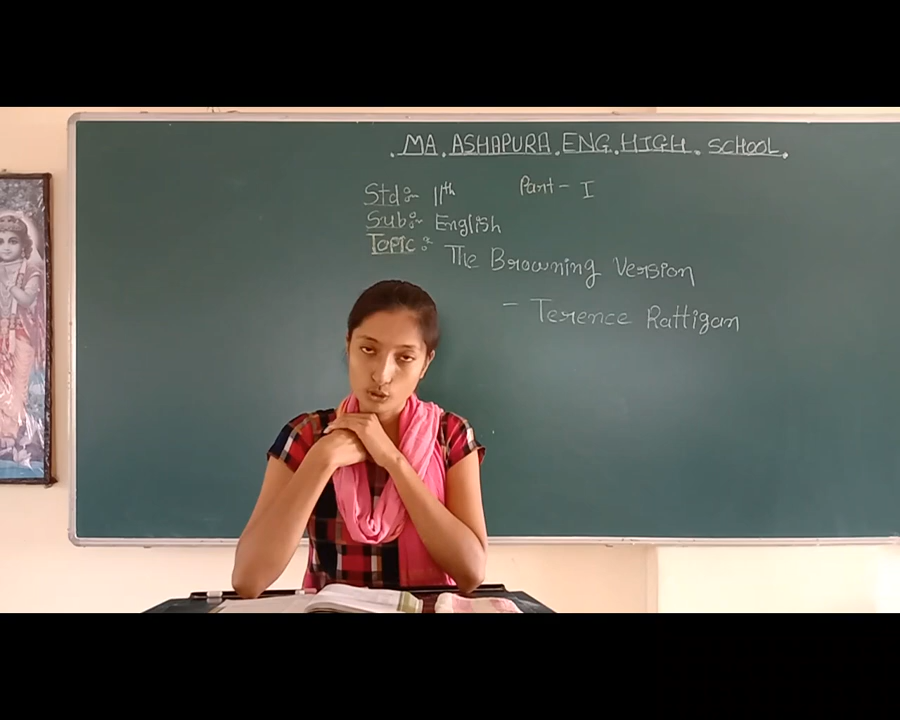 . MA. ASHAPURA. ENG. HIGH. SCHOOL.
Std:- 11th Part- I
Sub:- English
Topic:- The Browning Version
- Terence Rattigan